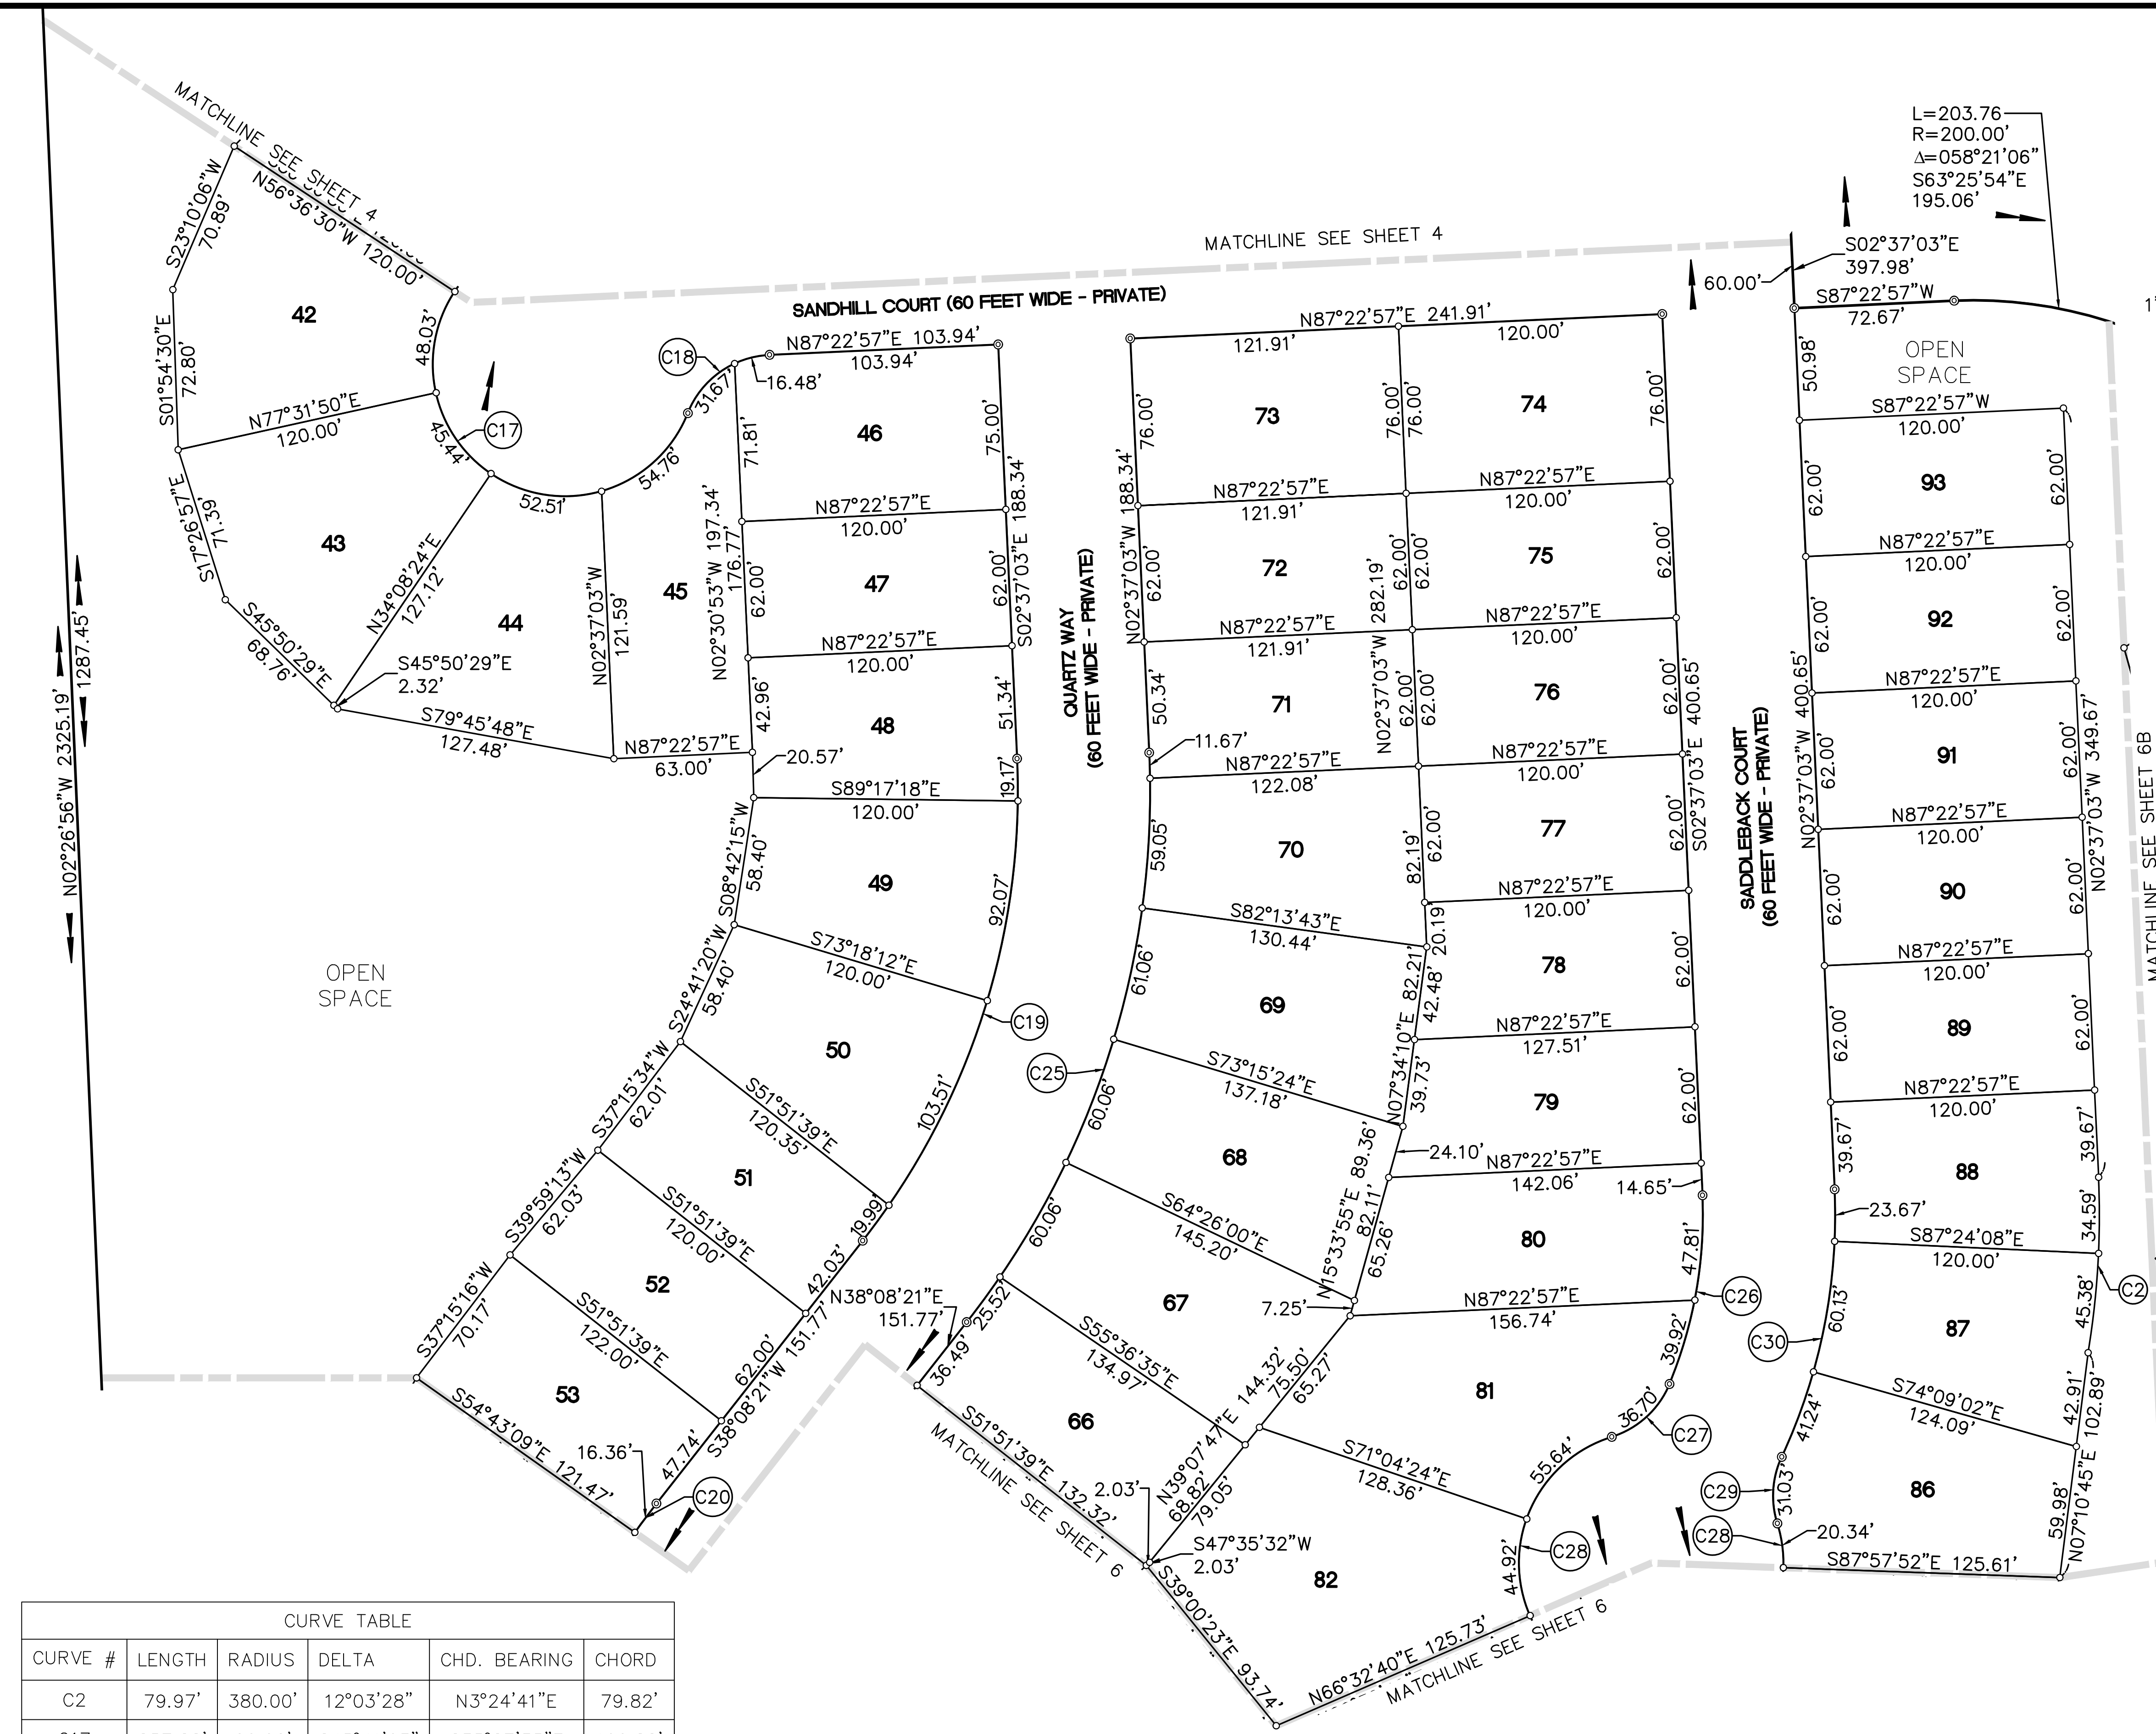 MATCHLINE SEE SHEET 4
N56°36'30"W 120.00'
S23°10'06"W
70.89'
42
48.03'
S01°54'30"E
72.80'
N77°31'50"E
120.00'
C17
45.44'
52.51'
54.76'
C18
31.67'
16.48'
S17°26'57"E
71.39'
43
N34°08'24"E
127.12'
S45°50'29"E
68.76'
S45°50'29"E
2.32'
44
S79°45'48"E
127.48'
N02°37'03"W
121.59'
45
N87°22'57"E
63.00'
N02°30'53"W 197.34'
176.77'
1287.45'
N02°26'56"W 2325.19'
OPEN
SPACE
MATCHLINE SEE SHEET 4
SANDHILL COURT (60 FEET WIDE - PRIVATE)
N87°22'57"E 103.94'
103.94'
71.81'
46
75.00'
N87°22'57"E
120.00'
62.00'
47
62.00'
S02°37'03"E 188.34'
N87°22'57"E
120.00'
42.96'
48
51.34'
20.57'
19.17'
S89°17'18"E
120.00'
S08°42'15"W
58.40'
49
92.07'
S73°18'12"E
120.00'
C19
S24°41'20"W
58.40'
50
103.51'
S51°51'39"E
120.35'
S37°15'34"W
62.01'
51
19.99'
42.03'
S51°51'39"E
120.00'
S39°59'13"W
62.03'
52
62.00'
S38°08'21"W 151.77'
S51°51'39"E
122.00'
S37°15'16"W
70.17'
53
47.74'
16.36'
C20
S54°43'09"E 121.47'
QUARTZ WAY
(60 FEET WIDE - PRIVATE)
N87°22'57"E 241.91'
121.91'
120.00'
76.00'
73
76.00'
76.00'
74
76.00'
N02°37'03"W 188.34'
N87°22'57"E
121.91'
N87°22'57"E
120.00'
62.00'
72
62.00'
62.00'
75
62.00'
N87°22'57"E
121.91'
N87°22'57"E
120.00'
N02°37'03"W 282.19'
50.34'
71
62.00'
62.00'
76
62.00'
S02°37'03"E 400.65'
11.67'
N87°22'57"E
122.08'
N87°22'57"E
120.00'
59.05'
70
82.19'
62.00'
77
62.00'
N87°22'57"E
120.00'
S82°13'43"E
130.44'
20.19
61.06'
69
42.48'
N07°34'10"E 82.21'
78
62.00'
N87°22'57"E
127.51'
C25
S73°15'24"E
137.18'
39.73'
79
62.00'
60.06'
68
24.10'
N87°22'57"E
142.06'
14.65'
N15°33'55"E 89.36'
82.11'
65.26'
80
47.81'
S64°26'00"E
145.20'
60.06'
67
7.25'
N87°22'57"E
156.74'
C26
39.92'
N38°08'21"E
151.77'
25.52'
36.49'
S55°36'35"E
134.97'
66
N39°07'47"E 144.32'
75.50'
65.27'
81
36.70'
C27
S71°04'24"E
128.36'
55.64'
68.82'
79.05'
S51°51'39"E 132.32'
MATCHLINE SEE SHEET 6
2.03'
S47°35'32"W
2.03'
82
44.92'
C28
S39°00'23"E 93.74'
N66°32'40"E 125.73'
MATCHLINE SEE SHEET 6
SADDLEBACK COURT
(60 FEET WIDE - PRIVATE)
L=203.76
R=200.00'
Δ=058°21'06"
S63°25'54"E
195.06'
60.00'
S02°37'03"E
397.98'
S87°22'57"W
72.67'
50.98'
OPEN
SPACE
S87°22'57"W
120.00'
62.00'
93
62.00'
N87°22'57"E
120.00'
62.00'
92
62.00'
N87°22'57"E
120.00'
N02°37'03"W 400.65'
62.00'
91
62.00'
N02°37'03"W 349.67'
N87°22'57"E
120.00'
62.00'
90
62.00'
N87°22'57"E
120.00'
62.00'
89
62.00'
N87°22'57"E
120.00'
39.67'
88
39.67'
23.67'
34.59'
S87°24'08"E
120.00'
C2
60.13'
87
45.38'
C30
S74°09'02"E
124.09'
42.91'
N07°10'45"E 102.89'
41.24'
C29
31.03'
86
59.98'
C28
20.34'
S87°57'52"E 125.61'
MATCHLINE SEE SHEET 6B
CURVE TABLE
CURVE # LENGTH RADIUS DELTA CHD. BEARING CHORD
C2 79.97' 380.00' 12°03'28" N3°24'41"E 79.82'